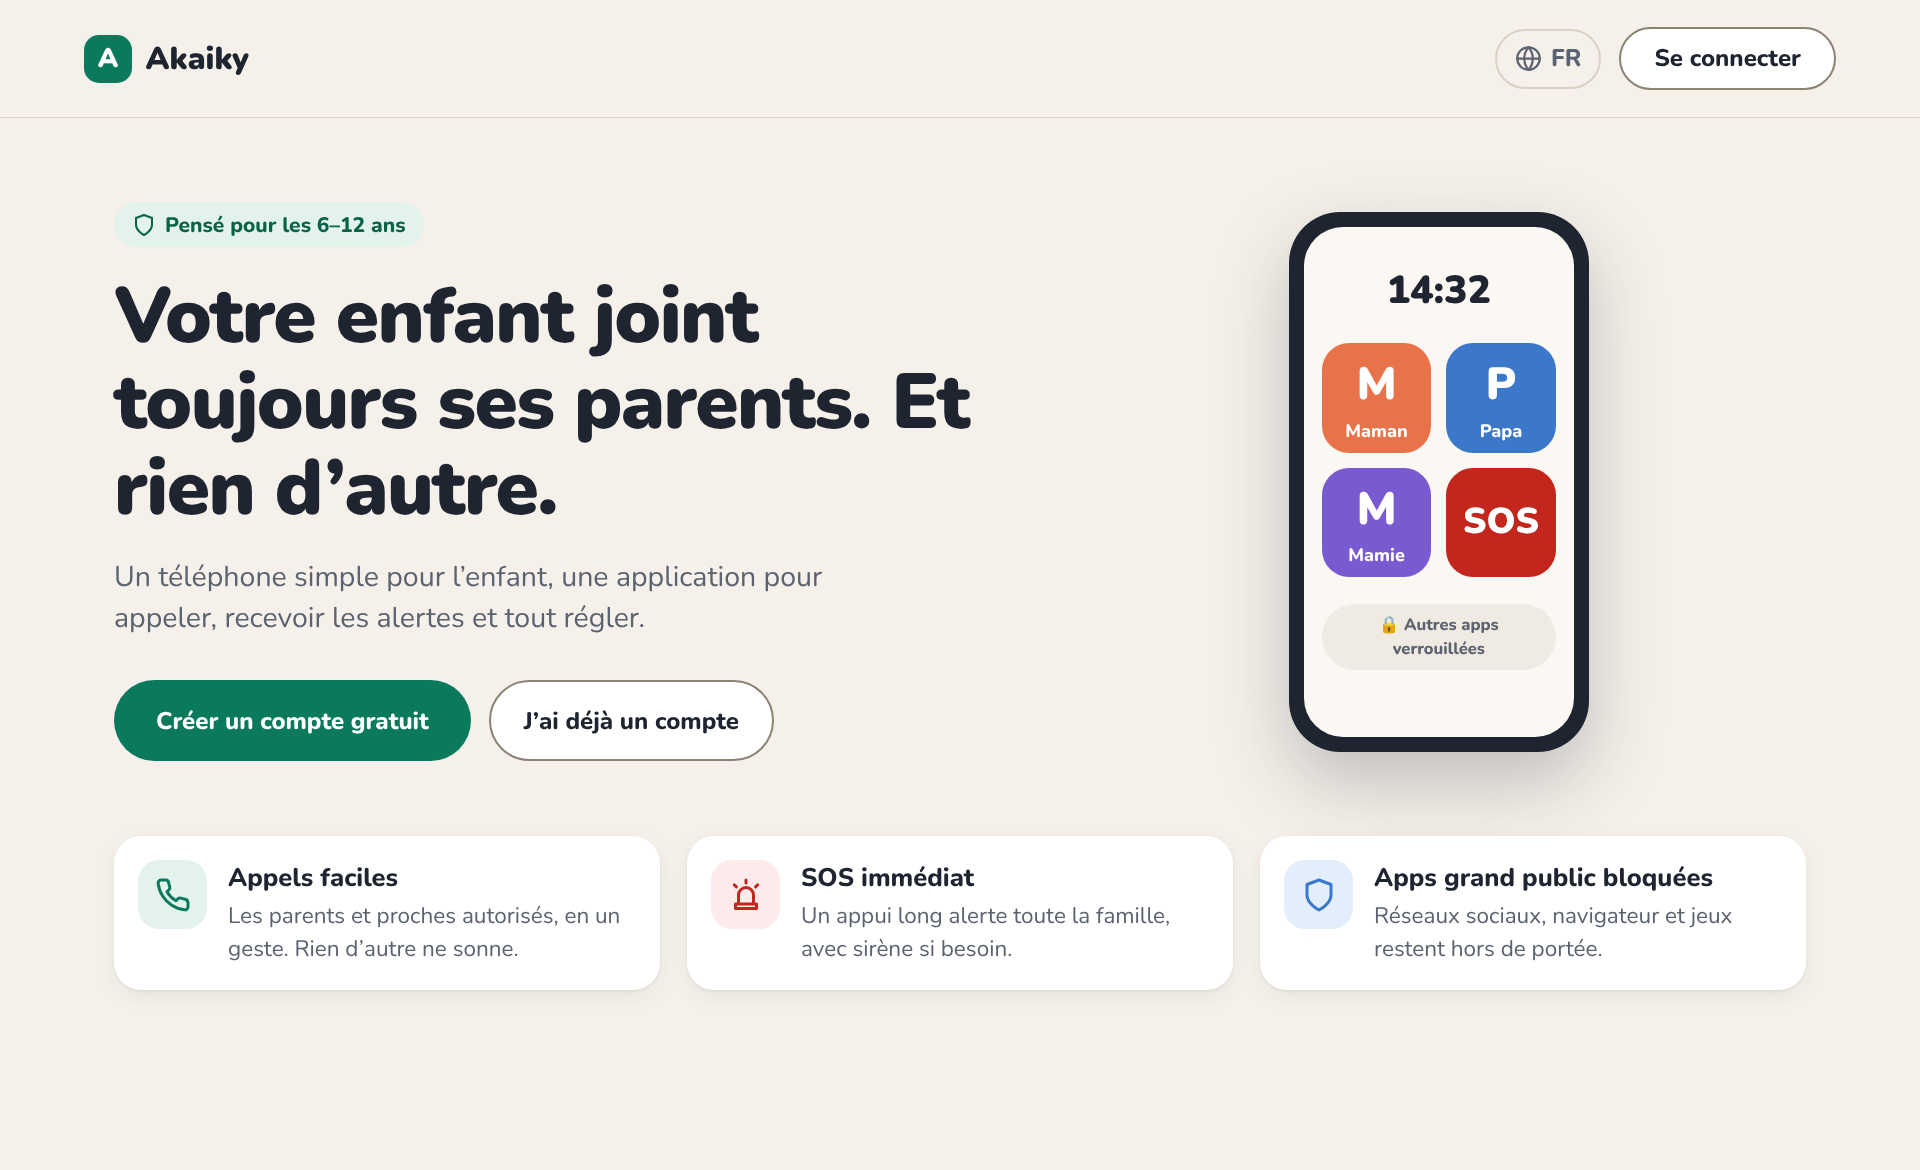 A Akaiky
FR
Se connecter
Pensé pour les 6–12 ans
Votre enfant joint
toujours ses parents. Et
rien d’autre.
Un téléphone simple pour l’enfant, une application pour
appeler, recevoir les alertes et tout régler.
Créer un compte gratuit
J’ai déjà un compte
14:32
M
Maman
P
Papa
M
Mamie
SOS
🔒 Autres apps
verrouillées
Appels faciles
Les parents et proches autorisés, en un
geste. Rien d’autre ne sonne.
SOS immédiat
Un appui long alerte toute la famille,
avec sirène si besoin.
Apps grand public bloquées
Réseaux sociaux, navigateur et jeux
restent hors de portée.